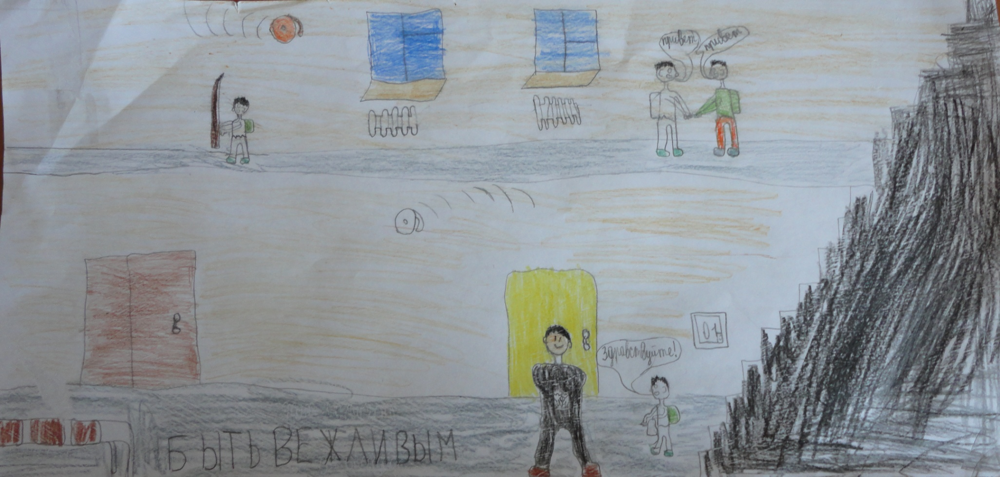 привет
привет
здравствуйте!
01
БЫТЬ ВЕЖЛИВЫМ